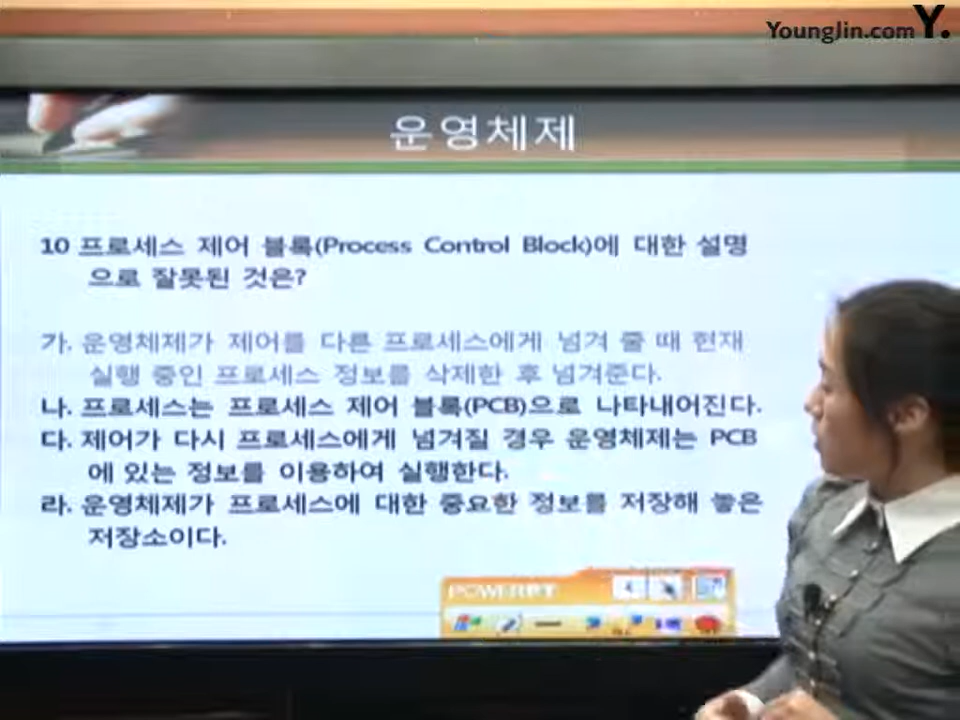 YoungJin.com Y.
운영체제
10 프로세스 제어 블록(Process Control Block)에 대한 설명
으로 잘못된 것은?
가. 운영체제가 제어를 다른 프로세스에게 넘겨 줄 때 현재
실행 중인 프로세스 정보를 삭제한 후 넘겨준다.
나. 프로세스는 프로세스 제어 블록(PCB)으로 나타내어진다.
다. 제어가 다시 프로세스에게 넘겨질 경우 운영체제는 PCB
에 있는 정보를 이용하여 실행한다.
라. 운영체제가 프로세스에 대한 중요한 정보를 저장해 놓은
저장소이다.